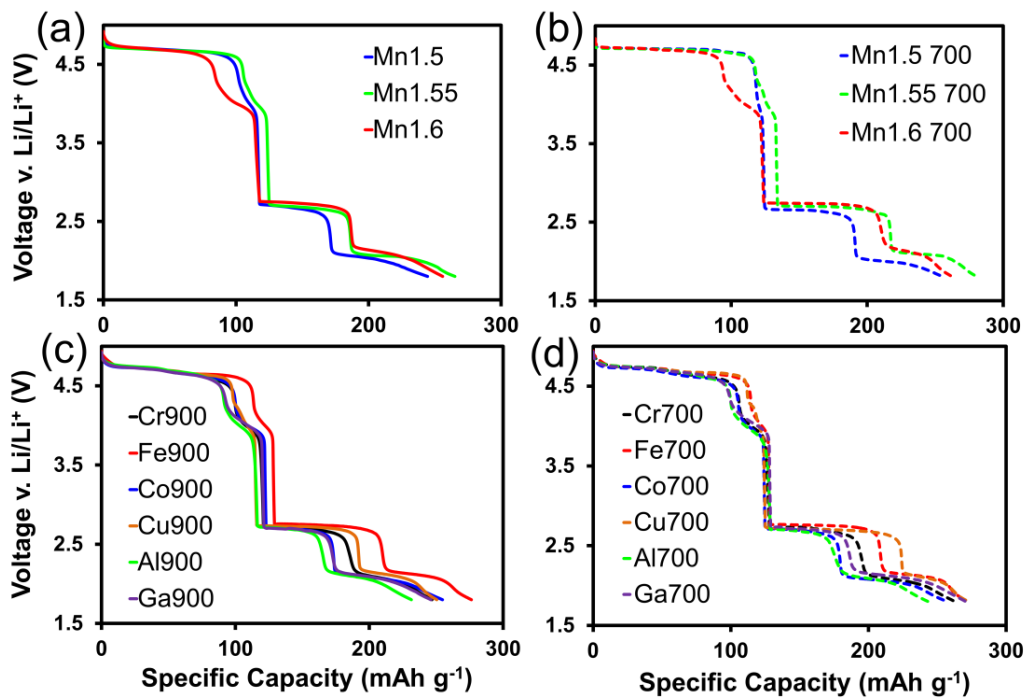 (a)
Voltage v. Li/Li⁺ (V)
4.5
3.5
2.5
1.5
Mn1.5
Mn1.55
Mn1.6
0 100 200 300
(b)
4.5
3.5
2.5
1.5
Mn1.5 700
Mn1.55 700
Mn1.6 700
0 100 200 300
(c)
Voltage v. Li/Li⁺ (V)
4.5
3.5
2.5
1.5
Cr900
Fe900
Co900
Cu900
Al900
Ga900
0 100 200 300
Specific Capacity (mAh g⁻¹)
(d)
4.5
3.5
2.5
1.5
Cr700
Fe700
Co700
Cu700
Al700
Ga700
0 100 200 300
Specific Capacity (mAh g⁻¹)